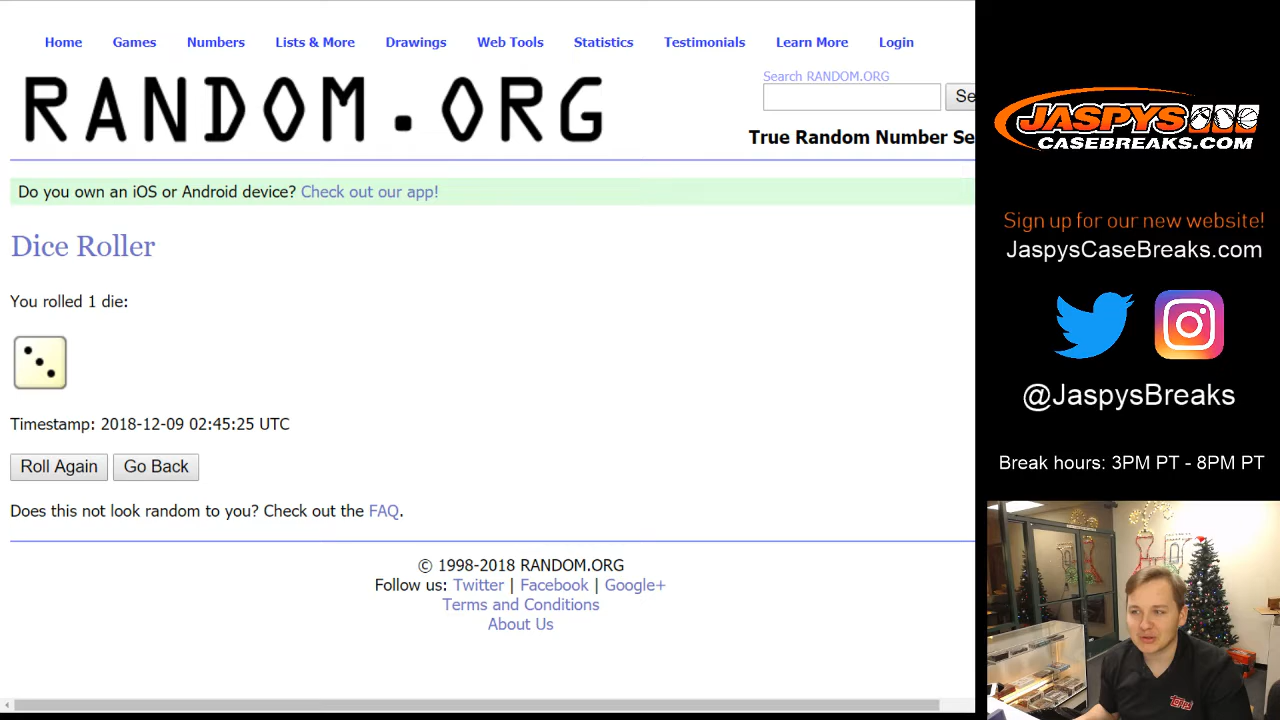 Home Games Numbers Lists & More Drawings Web Tools Statistics Testimonials Learn More Login
RANDOM.ORG
Search RANDOM.ORG
Se
True Random Number Se
Do you own an iOS or Android device? Check out our app!
Dice Roller
You rolled 1 die:
Timestamp: 2018-12-09 02:45:25 UTC
Roll Again Go Back
Does this not look random to you? Check out the FAQ.
© 1998-2018 RANDOM.ORG
Follow us: Twitter | Facebook | Google+
Terms and Conditions
About Us
JASPYS
CASEBREAKS.COM
Sign up for our new website!
JaspysCaseBreaks.com
@JaspysBreaks
Break hours: 3PM PT - 8PM PT
topps